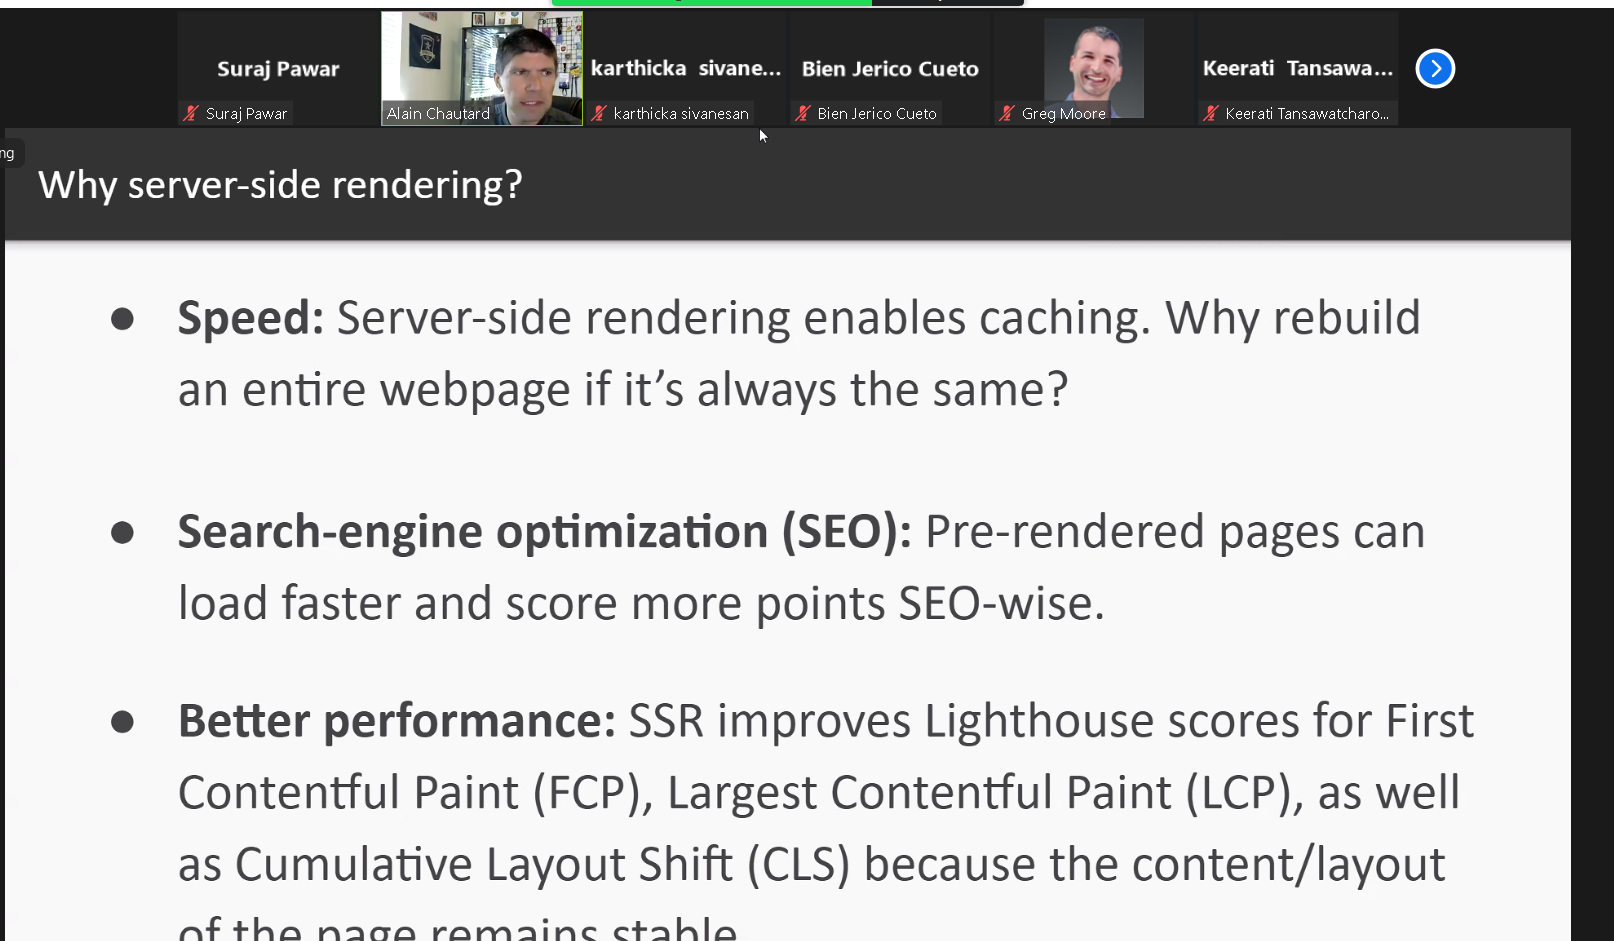 Suraj Pawar
karthicka sivane...
Bien Jerico Cueto
Keerati Tansawa...
Suraj Pawar
Alain Chautard
karthicka sivanesan
Bien Jerico Cueto
Greg Moore
Keerati Tansawatcharo...
ng
Why server-side rendering?
● Speed: Server-side rendering enables caching. Why rebuild
an entire webpage if it’s always the same?
● Search-engine optimization (SEO): Pre-rendered pages can
load faster and score more points SEO-wise.
● Better performance: SSR improves Lighthouse scores for First
Contentful Paint (FCP), Largest Contentful Paint (LCP), as well
as Cumulative Layout Shift (CLS) because the content/layout
of the page remains stable